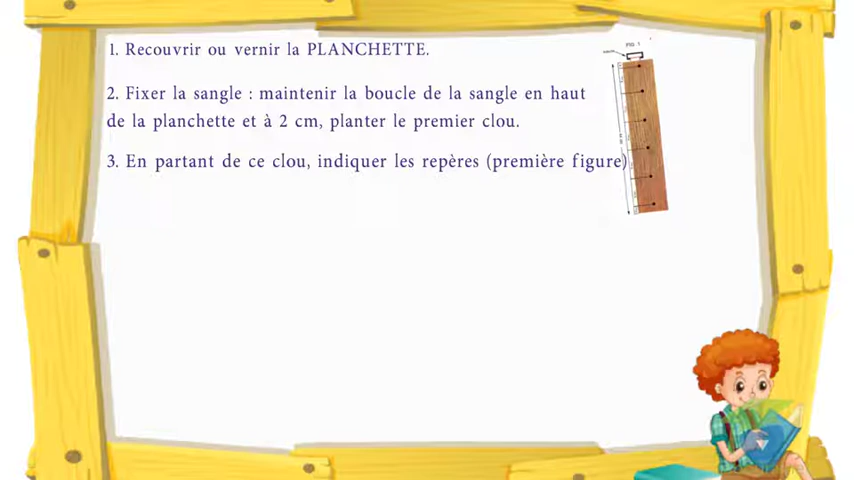 1. Recouvrir ou vernir la PLANCHETTE.
2. Fixer la sangle : maintenir la boucle de la sangle en haut
de la planchette et à 2 cm, planter le premier clou.
3. En partant de ce clou, indiquer les repères (première figure)
FIG. 1